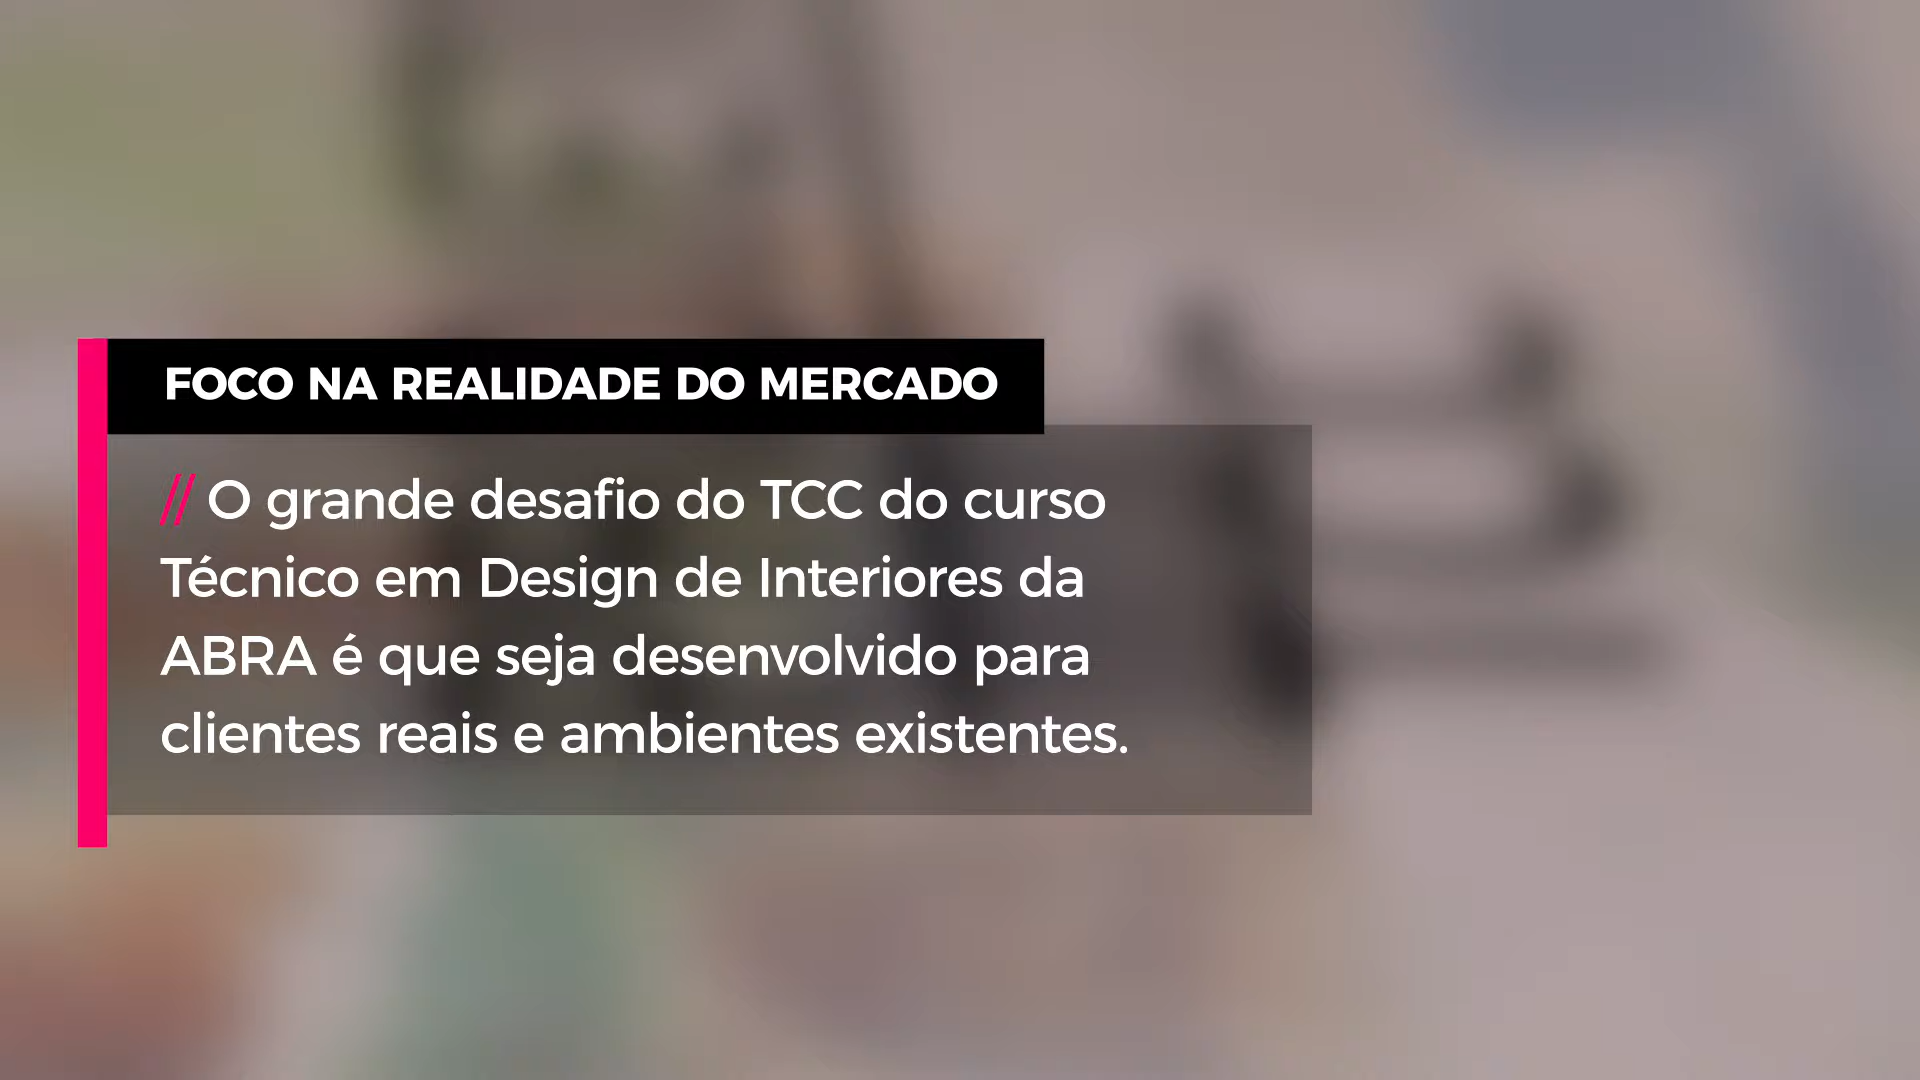 FOCO NA REALIDADE DO MERCADO
// O grande desafio do TCC do curso
Técnico em Design de Interiores da
ABRA é que seja desenvolvido para
clientes reais e ambientes existentes.